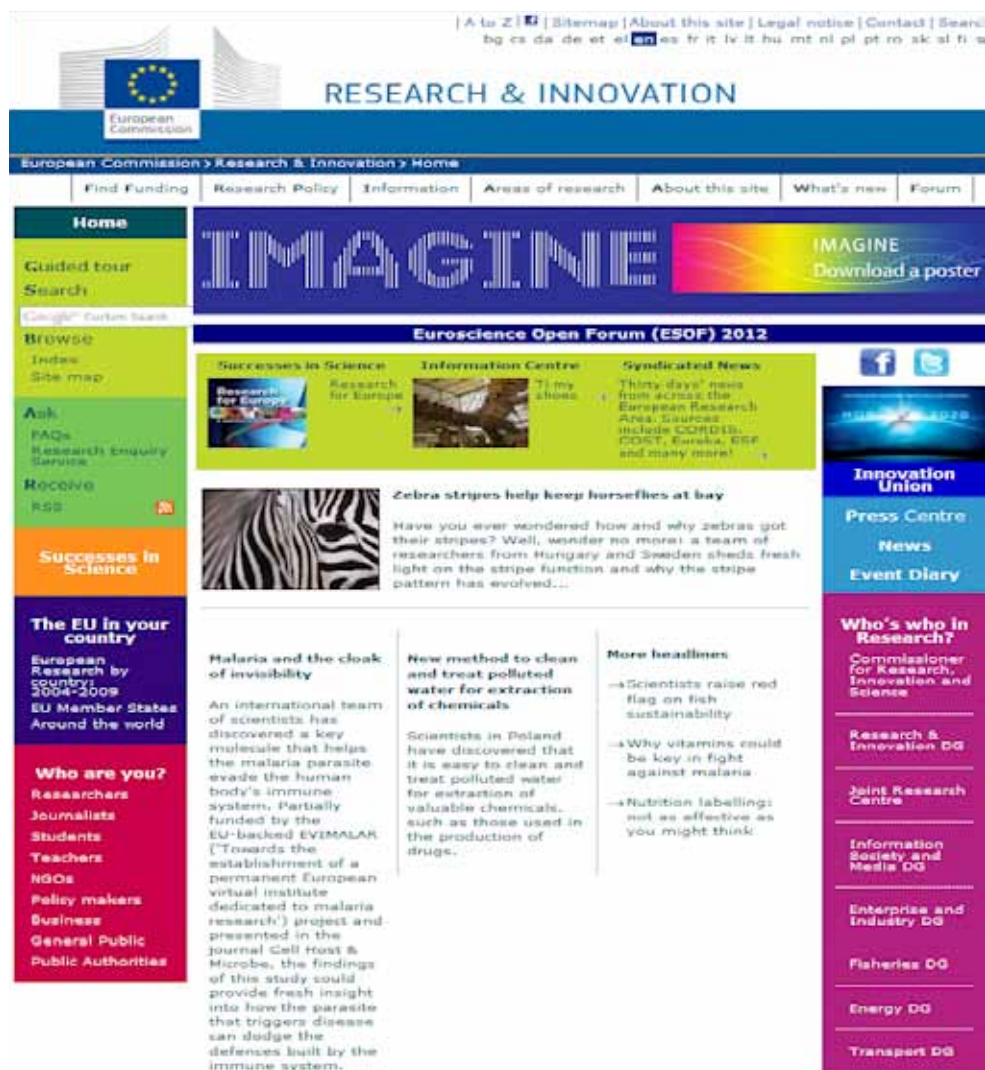 | A to Z | | Sitemap | About this site | Legal notice | Contact | Search
bg cs da de et el en es fr it lv lt hu mt nl pl pt ro sk sl fi
European
Commission
RESEARCH & INNOVATION
European Commission > Research & Innovation > Home
Find Funding | Research Policy | Information | Areas of research | About this site | What's new | Forum
Home
Guided tour
Search
Google Custom Search
Browse
Index
Site map
Ask
FAQs
Research Enquiry
Service
Receive
RSS
Successes in
Science
The EU in your
country
European
Research by
country:
2004-2009
EU Member States
Around the world
Who are you?
Researchers
Journalists
Students
Teachers
NGOs
Policy makers
Business
General Public
Public Authorities
IMAGINE
IMAGINE
Download a poster
Euroscience Open Forum (ESOF) 2012
Successes in Science
Research
for Europe
Research
for Europe
Information Centre
Ti my
shoes
Syndicated News
Thirty days' news
from across the
European Research
Area. Sources
include CORDIS,
COST, Eureka, ESF
and many more!
Zebra stripes help keep horseflies at bay
Have you ever wondered how and why zebras got
their stripes? Well, wonder no more: a team of
researchers from Hungary and Sweden sheds fresh
light on the stripe function and why the stripe
pattern has evolved...
Malaria and the cloak
of invisibility
An international team
of scientists has
discovered a key
molecule that helps
the malaria parasite
evade the human
body's immune
system. Partially
funded by the
EU-backed EVIMALAR
('Towards the
establishment of a
permanent European
virtual institute
dedicated to malaria
research') project and
presented in the
journal Cell Host &
Microbe, the findings
of this study could
provide fresh insight
into how the parasite
that triggers disease
can dodge the
defences built by the
immune system.
New method to clean
and treat polluted
water for extraction
of chemicals
Scientists in Poland
have discovered that
it is easy to clean and
treat polluted water
for extraction of
valuable chemicals,
such as those used in
the production of
drugs.
More headlines
→Scientists raise red
flag on fish
sustainability
→Why vitamins could
be key in fight
against malaria
→Nutrition labelling:
not as effective as
you might think
2020
Innovation
Union
Press Centre
News
Event Diary
Who's who in
Research?
Commissioner
for Research,
Innovation and
Science
Research &
Innovation DG
Joint Research
Centre
Information
Society and
Media DG
Enterprise and
Industry DG
Fisheries DG
Energy DG
Transport DG